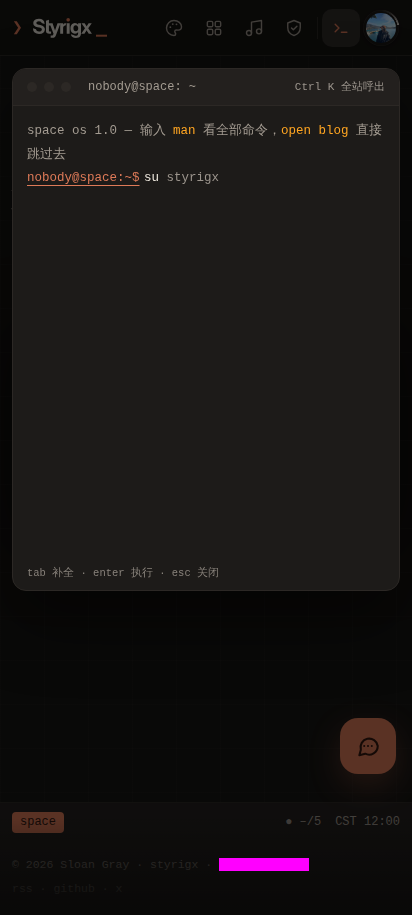 ❯ Styrigx _
nobody@space: ~
Ctrl K 全站呼出
space os 1.0 — 输入 man 看全部命令，open blog 直接
跳过去
nobody@space:~$ su styrigx
tab 补全 · enter 执行 · esc 关闭
space
● −/5 CST 12:00
© 2026 Sloan Gray · styrigx ·
rss · github · x